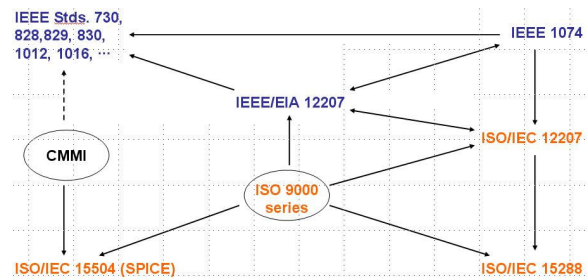 IEEE Stds. 730,
828,829, 830,
1012, 1016, ...
IEEE 1074
IEEE/EIA 12207
ISO/IEC 12207
CMMI
ISO 9000
series
ISO/IEC 15504 (SPICE)
ISO/IEC 15288